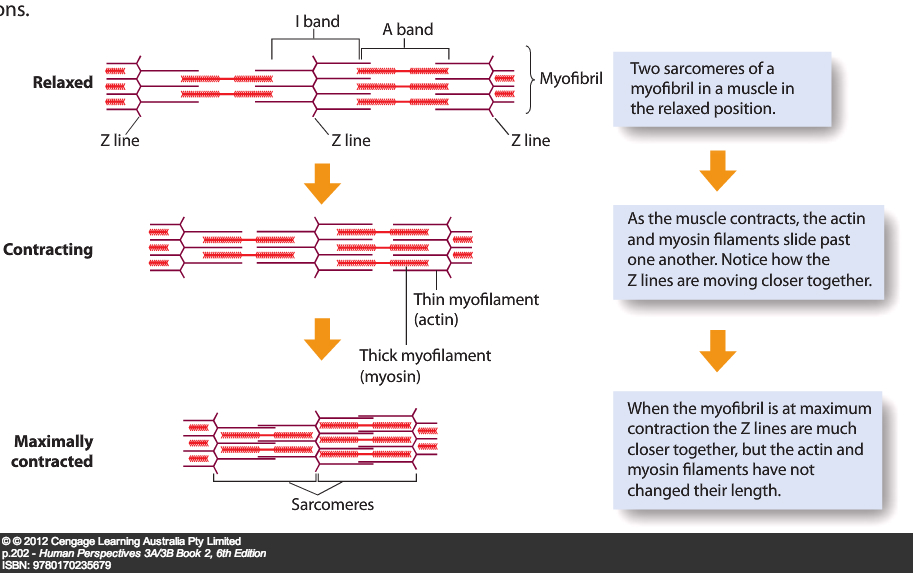 ons.
I band
A band
Relaxed
Myofibril
Z line
Z line
Z line
Two sarcomeres of a
myofibril in a muscle in
the relaxed position.
Contracting
Thin myofilament
(actin)
Thick myofilament
(myosin)
As the muscle contracts, the actin
and myosin filaments slide past
one another. Notice how the
Z lines are moving closer together.
Maximally
contracted
Sarcomeres
When the myofibril is at maximum
contraction the Z lines are much
closer together, but the actin and
myosin filaments have not
changed their length.
© © 2012 Cengage Learning Australia Pty Limited
p.202 - Human Perspectives 3A/3B Book 2, 6th Edition
ISBN: 9780170235679